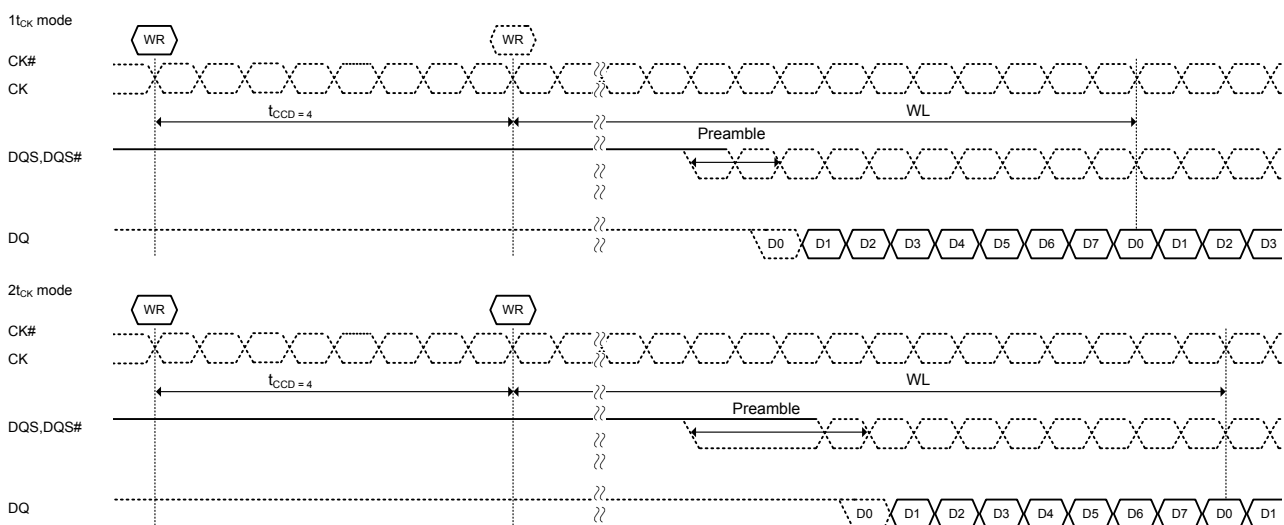 1tCK mode
WR WR
CK#
CK
tCCD = 4 WL
Preamble
DQS,DQS#
DQ D0 D1 D2 D3 D4 D5 D6 D7 D0 D1 D2 D3
2tCK mode
WR WR
CK#
CK
tCCD = 4 WL
Preamble
DQS,DQS#
DQ D0 D1 D2 D3 D4 D5 D6 D7 D0 D1